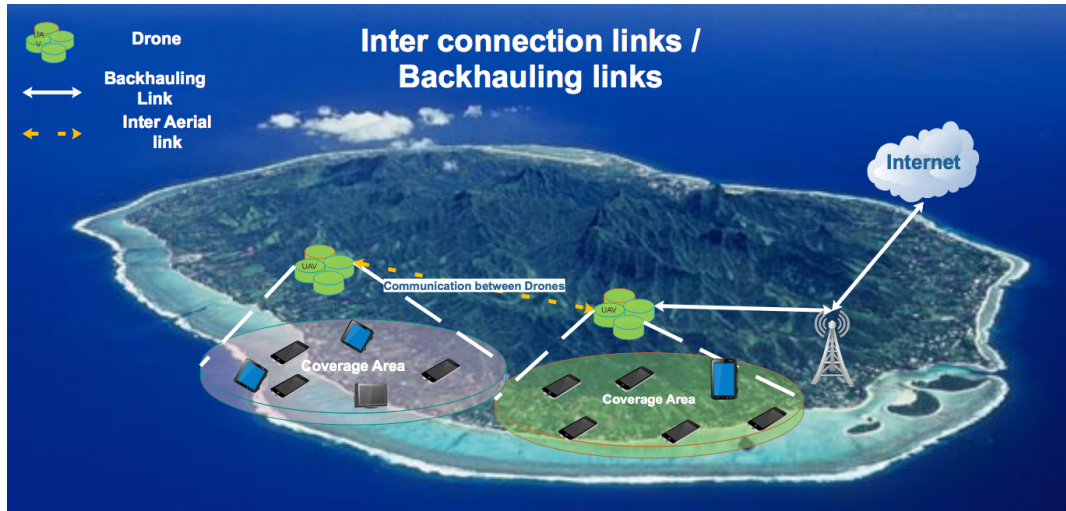 Inter connection links /
Backhauling links
UA
V
Drone
Backhauling
Link
Inter Aerial
link
Internet
UAV
Communication between Drones
UAV
Coverage Area
Coverage Area